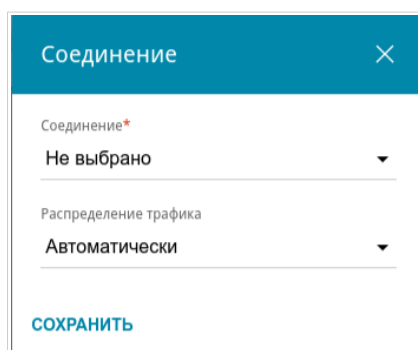 Соединение
Соединение*
Не выбрано
Распределение трафика
Автоматически
СОХРАНИТЬ